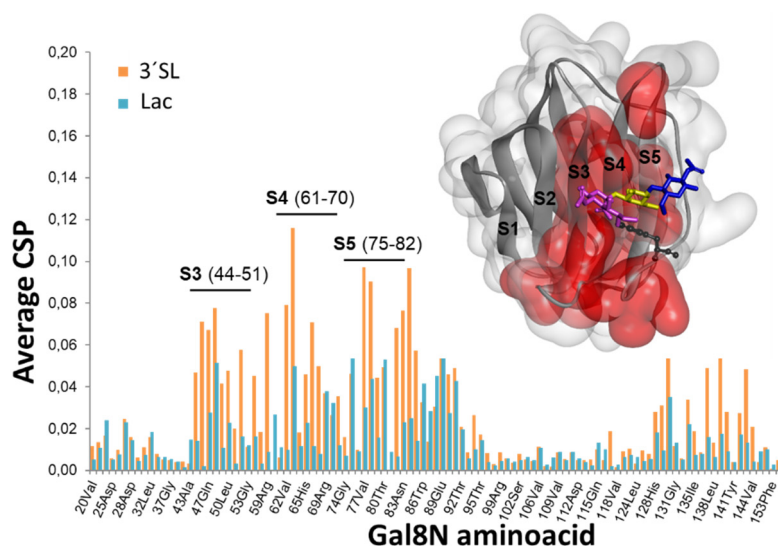 0,20
0,18
0,16
0,14
0,12
0,10
0,08
0,06
0,04
0,02
0,00
Average CSP
3´SL
Lac
S3 (44-51)
S4 (61-70)
S5 (75-82)
S1
S2
S3
S4
S5
20Val
25Asp
28Asp
32Leu
37Gly
43Ala
47Gln
50Leu
53Gly
59Arg
62Val
65His
69Arg
74Gly
77Val
80Thr
83Asn
86Trp
89Glu
92Thr
95Thr
99Arg
102Ser
106Val
109Val
112Asp
115Gln
118Val
124Leu
128His
131Gly
135Ile
138Leu
141Tyr
144Val
153Phe
Gal8N aminoacid